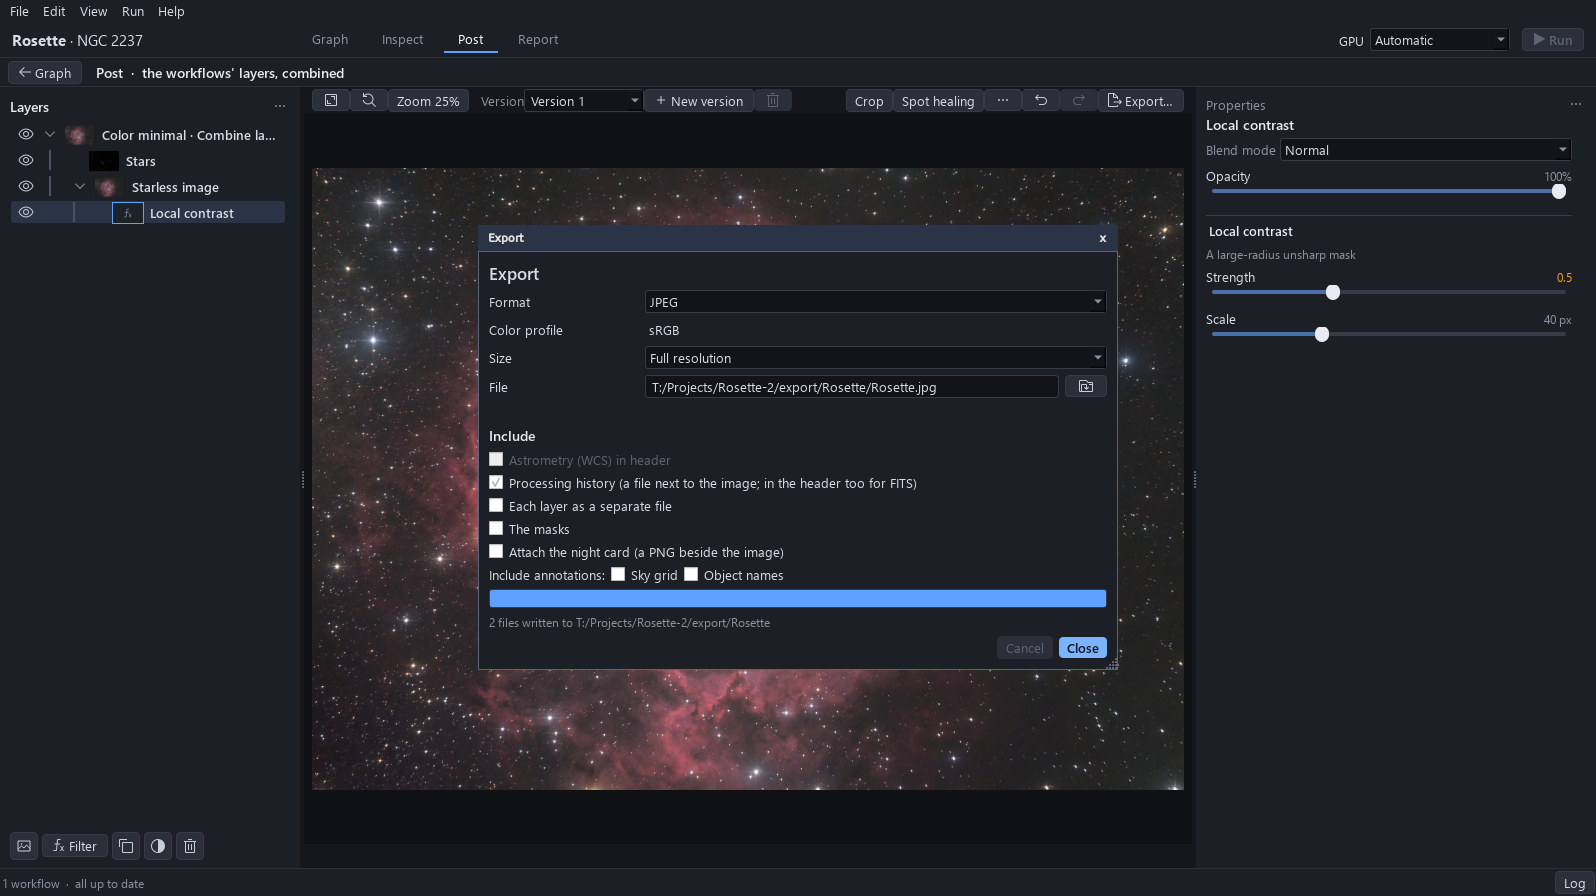 File Edit View Run Help
Rosette · NGC 2237
Graph Inspect Post Report
GPU Automatic Run
Graph
Post · the workflows' layers, combined
Layers ...
Color minimal · Combine la...
Stars
Starless image
fx Local contrast
Zoom 25% Version Version 1 + New version Crop Spot healing ... Export...
Export x
Export
Format JPEG
Color profile sRGB
Size Full resolution
File T:/Projects/Rosette-2/export/Rosette/Rosette.jpg
Include
Astrometry (WCS) in header
Processing history (a file next to the image; in the header too for FITS)
Each layer as a separate file
The masks
Attach the night card (a PNG beside the image)
Include annotations: Sky grid Object names
2 files written to T:/Projects/Rosette-2/export/Rosette
Cancel Close
Properties ...
Local contrast
Blend mode Normal
Opacity 100%
Local contrast
A large-radius unsharp mask
Strength 0.5
Scale 40 px
fx Filter
1 workflow · all up to date
Log